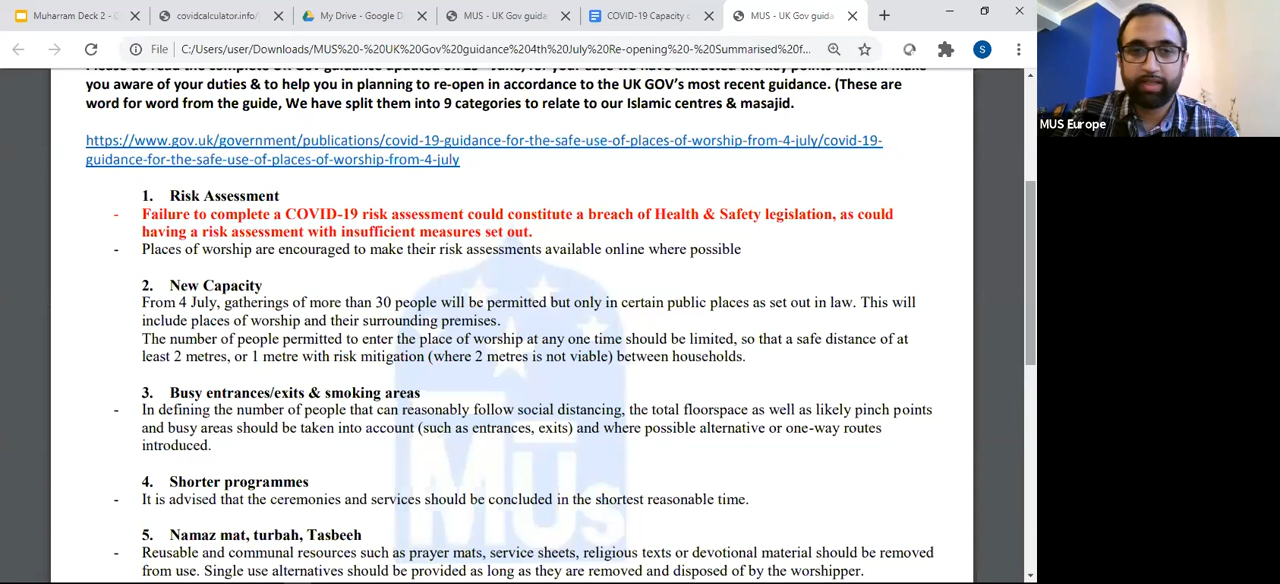 Muharram Deck 2 - G
covidcalculator.info/
My Drive - Google D
MUS - UK Gov guida
COVID-19 Capacity c
MUS - UK Gov guida
File
C:/Users/user/Downloads/MUS%20-%20UK%20Gov%20guidance%204th%20July%20Re-opening%20-%20Summarised%20f...
S
you aware of your duties & to help you in planning to re-open in accordance to the UK GOV's most recent guidance. (These are
word for word from the guide, We have split them into 9 categories to relate to our Islamic centres & masajid.
https://www.gov.uk/government/publications/covid-19-guidance-for-the-safe-use-of-places-of-worship-from-4-july/covid-19-
guidance-for-the-safe-use-of-places-of-worship-from-4-july
1. Risk Assessment
- Failure to complete a COVID-19 risk assessment could constitute a breach of Health & Safety legislation, as could
having a risk assessment with insufficient measures set out.
- Places of worship are encouraged to make their risk assessments available online where possible
2. New Capacity
From 4 July, gatherings of more than 30 people will be permitted but only in certain public places as set out in law. This will
include places of worship and their surrounding premises.
The number of people permitted to enter the place of worship at any one time should be limited, so that a safe distance of at
least 2 metres, or 1 metre with risk mitigation (where 2 metres is not viable) between households.
3. Busy entrances/exits & smoking areas
- In defining the number of people that can reasonably follow social distancing, the total floorspace as well as likely pinch points
and busy areas should be taken into account (such as entrances, exits) and where possible alternative or one-way routes
introduced.
4. Shorter programmes
- It is advised that the ceremonies and services should be concluded in the shortest reasonable time.
5. Namaz mat, turbah, Tasbeeh
- Reusable and communal resources such as prayer mats, service sheets, religious texts or devotional material should be removed
from use. Single use alternatives should be provided as long as they are removed and disposed of by the worshipper.
MUS
MUS Europe